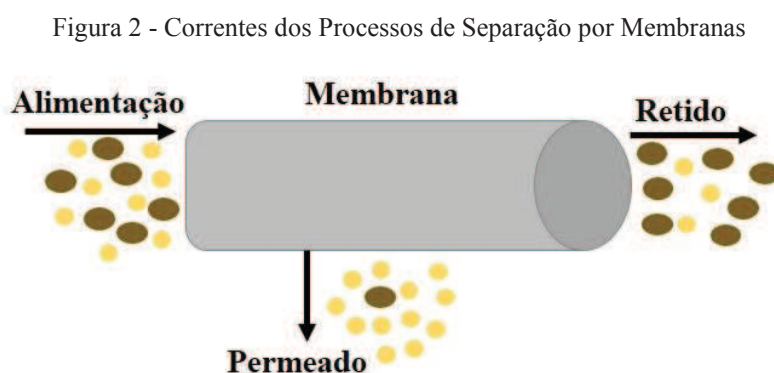 Figura 2 - Correntes dos Processos de Separação por Membranas
Alimentação
Membrana
Retido
Permeado